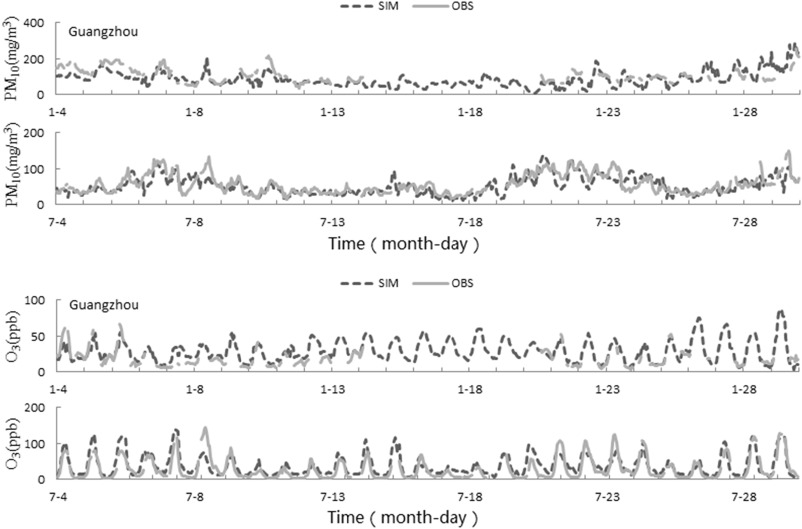 SIM OBS
Guangzhou
PM10(mg/m3)
400
200
0
1-4 1-8 1-13 1-18 1-23 1-28
PM10(mg/m3)
200
100
0
7-4 7-8 7-13 7-18 7-23 7-28
Time ( month-day )
SIM OBS
Guangzhou
O3(ppb)
100
50
0
1-4 1-8 1-13 1-18 1-23 1-28
O3(ppb)
200
100
0
7-4 7-8 7-13 7-18 7-23 7-28
Time ( month-day )